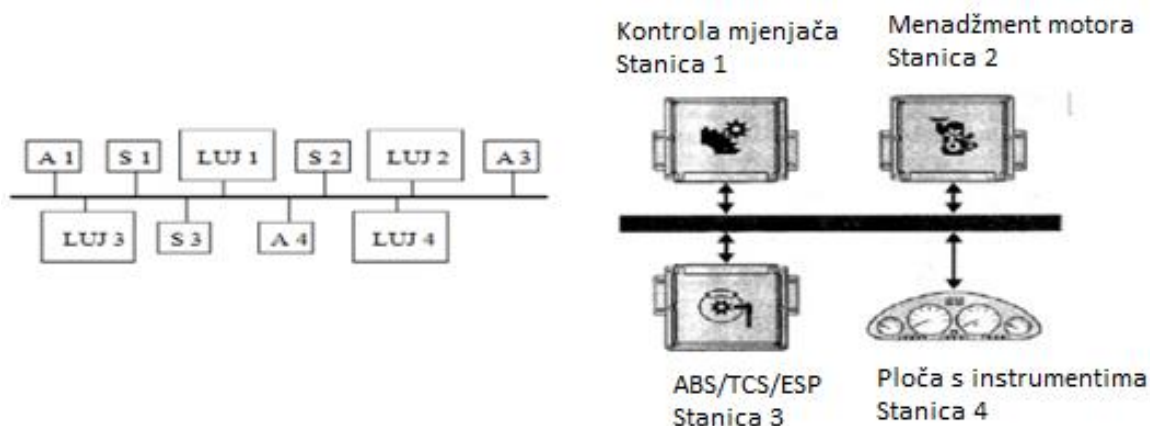 A 1
S 1
LUJ 1
S 2
LUJ 2
A 3
LUJ 3
S 3
A 4
LUJ 4
Kontrola mjenjača
Stanica 1
Menadžment motora
Stanica 2
ABS/TCS/ESP
Stanica 3
Ploča s instrumentima
Stanica 4